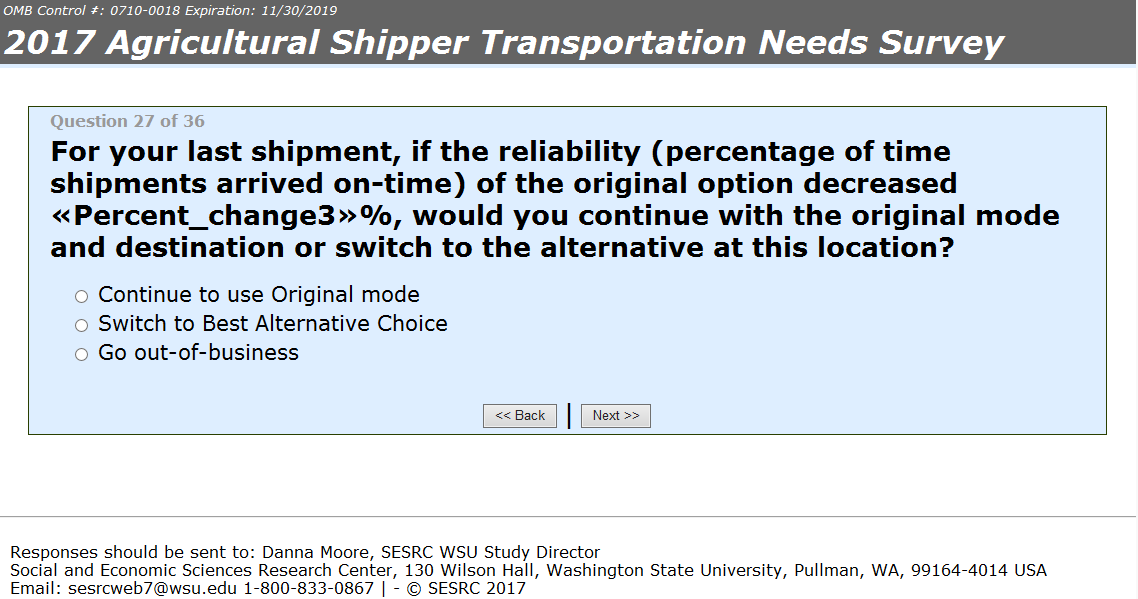 OMB Control #: 0710-0018 Expiration: 11/30/2019
2017 Agricultural Shipper Transportation Needs Survey
Question 27 of 36
For your last shipment, if the reliability (percentage of time
shipments arrived on-time) of the original option decreased
«Percent_change3»%, would you continue with the original mode
and destination or switch to the alternative at this location?
Continue to use Original mode
Switch to Best Alternative Choice
Go out-of-business
<< Back | Next >>
Responses should be sent to: Danna Moore, SESRC WSU Study Director
Social and Economic Sciences Research Center, 130 Wilson Hall, Washington State University, Pullman, WA, 99164-4014 USA
Email: sesrcweb7@wsu.edu 1-800-833-0867 | - © SESRC 2017